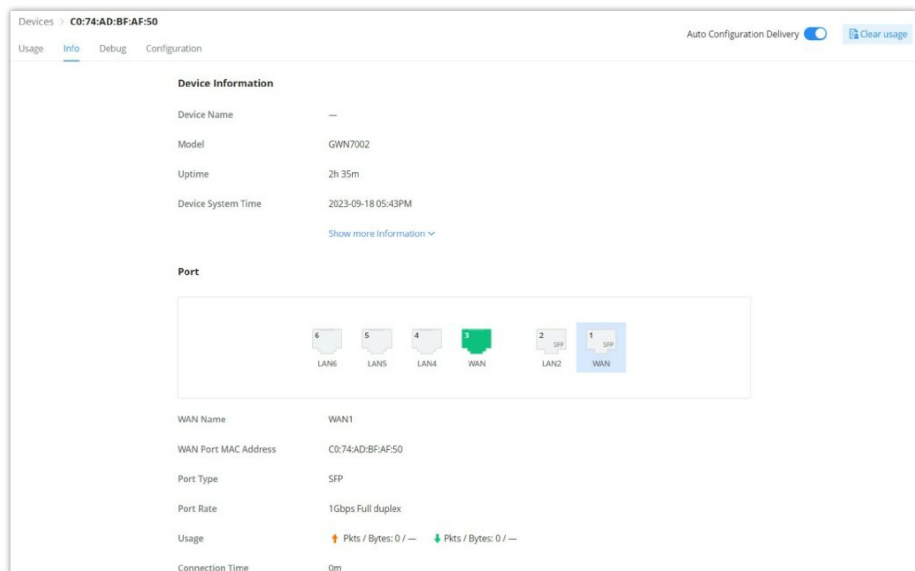 Devices > C0:74:AD:BF:AF:50
Auto Configuration Delivery
Clear usage
Usage Info Debug Configuration
Device Information
Device Name —
Model GWN7002
Uptime 2h 35m
Device System Time 2023-09-18 05:43PM
Show more Information
Port
6 5 4 3 2 SFP 1 SFP
LAN6 LAN5 LAN4 WAN LAN2 WAN
WAN Name WAN1
WAN Port MAC Address C0:74:AD:BF:AF:50
Port Type SFP
Port Rate 1Gbps Full duplex
Usage Pkts / Bytes: 0 / — Pkts / Bytes: 0 / —
Connection Time 0m